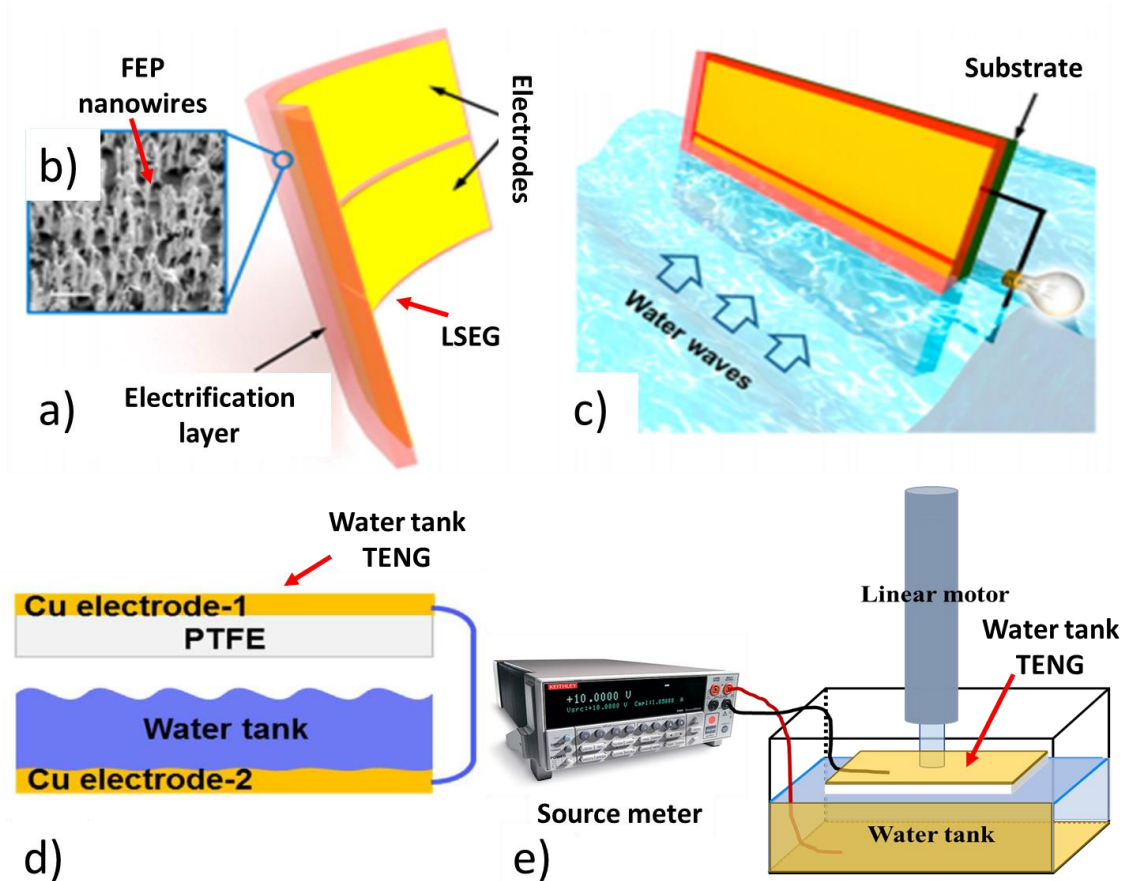 FEP
nanowires
b)
Electrodes
LSEG
Electrification
layer
a)
Substrate
Water waves
c)
Water tank
TENG
Cu electrode-1
PTFE
Water tank
Cu electrode-2
d)
KEITHLEY
+10.0000 V
Source meter
Linear motor
Water tank
TENG
Water tank
e)